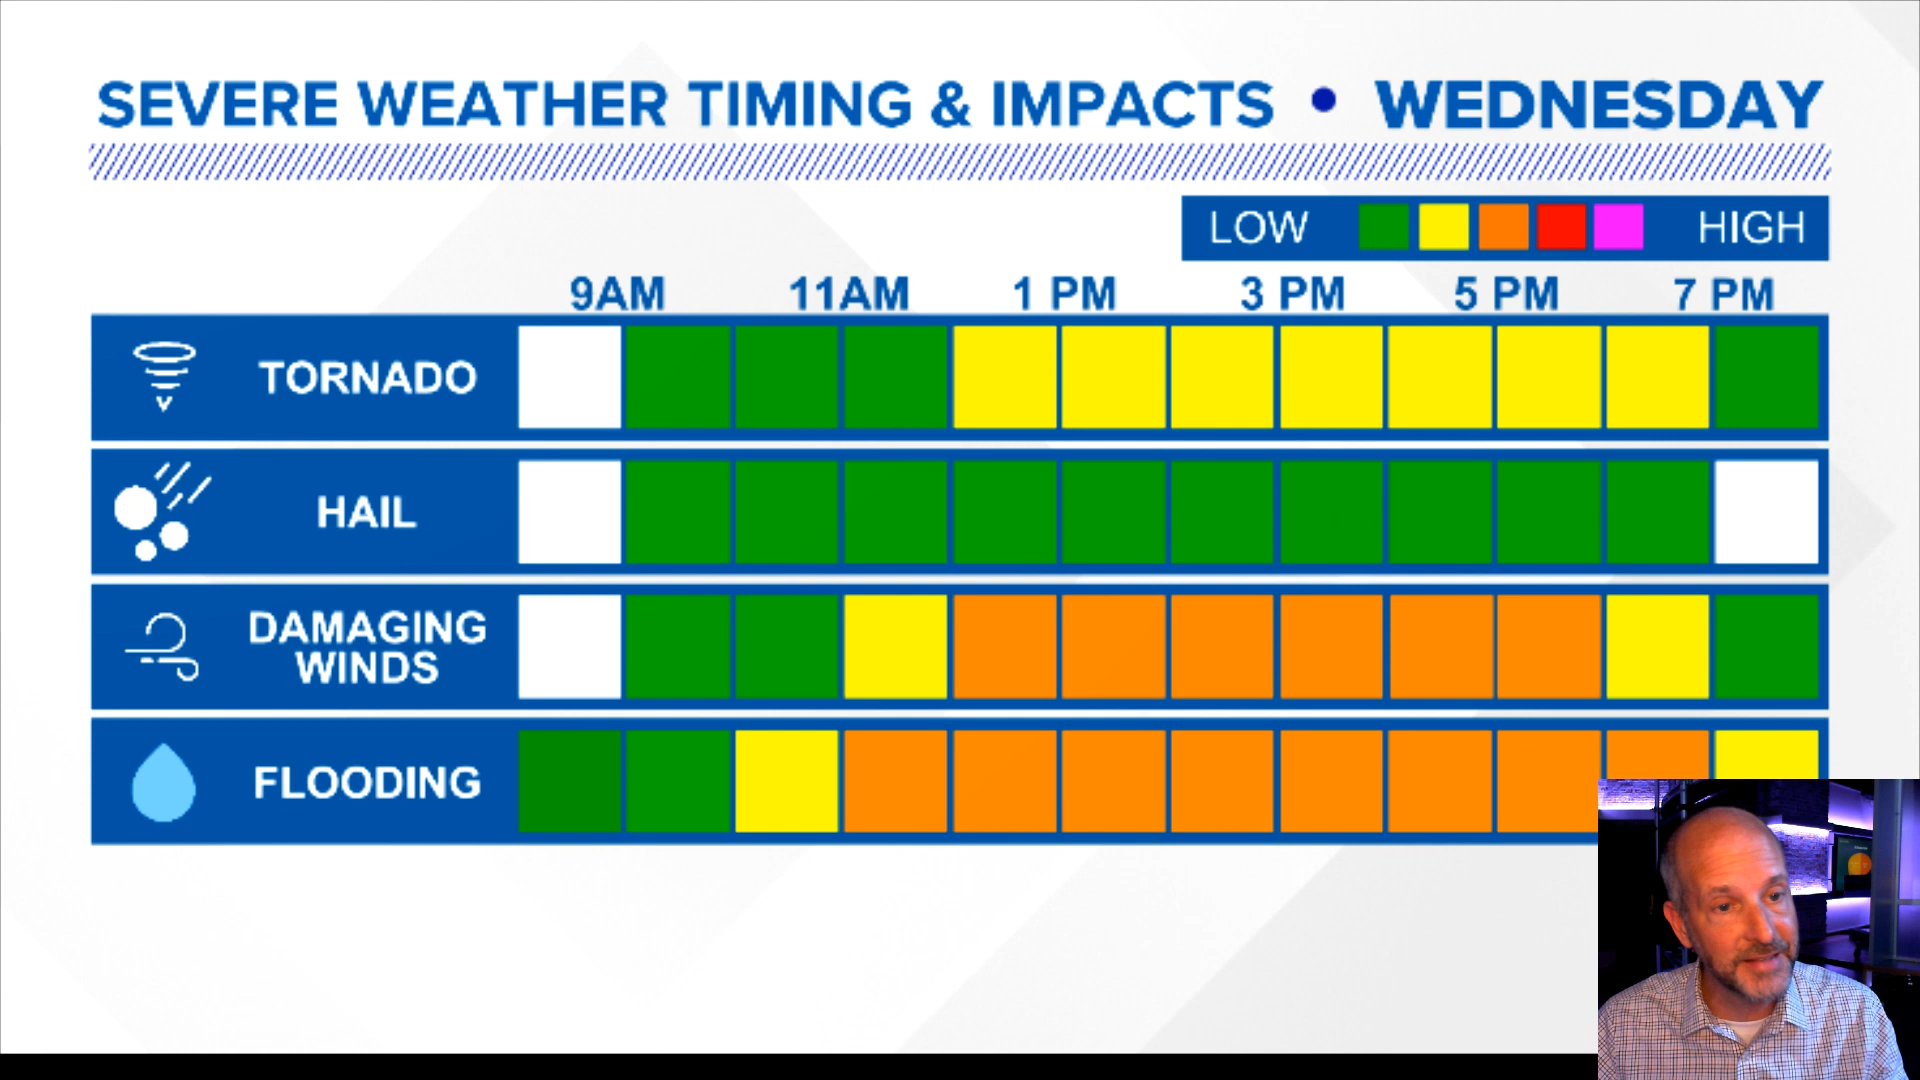 SEVERE WEATHER TIMING & IMPACTS • WEDNESDAY
LOW HIGH
9AM 11AM 1 PM 3 PM 5 PM 7 PM
TORNADO
HAIL
DAMAGING
WINDS
FLOODING